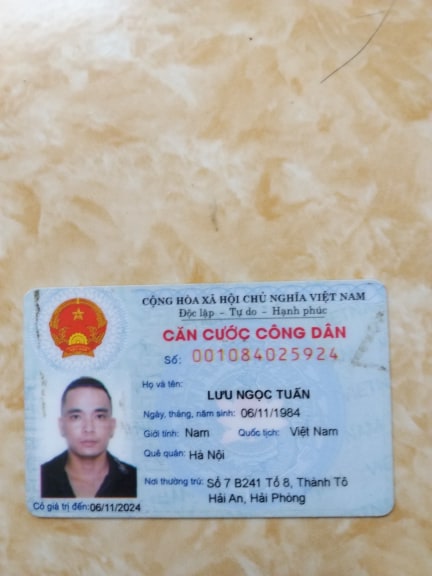 CỘNG HÒA XÃ HỘI CHỦ NGHĨA VIỆT NAM
Độc lập - Tự do - Hạnh phúc
CĂN CƯỚC CÔNG DÂN
Số: 001084025924
Họ và tên:
LƯU NGỌC TUẤN
Ngày, tháng, năm sinh: 06/11/1984
Giới tính: Nam Quốc tịch: Việt Nam
Quê quán: Hà Nội
Nơi thường trú: Số 7 B241 Tổ 8, Thành Tô
Hải An, Hải Phòng
Có giá trị đến: 06/11/2024